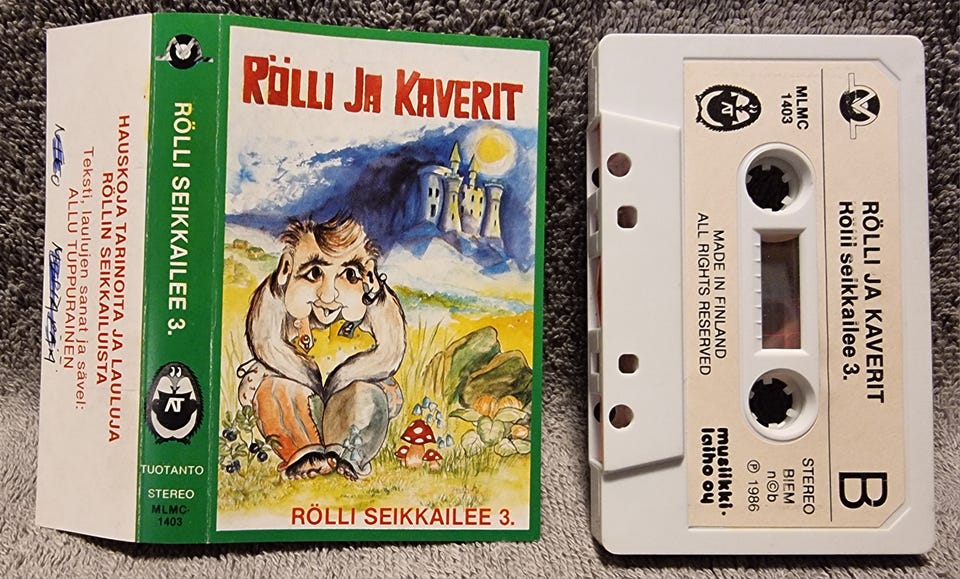 HAUSKOJA TARINOITA JA LAULUJA
RÖLLIN SEIKKAILUISTA
Teksti, laulujen sanat ja sävel:
ALLU TUPPURAINEN
RÖLLI SEIKKAILEE 3.
TUOTANTO
STEREO
MLMC-
1403
RÖLLI JA KAVERIT
RÖLLI SEIKKAILEE 3.
RÖLLI JA KAVERIT
Rölli seikkailee 3.
B
MLMC
1403
MADE IN FINLAND
ALL RIGHTS RESERVED
STEREO
BIEM
n©b
℗ 1986
musiikki-
laiho oy